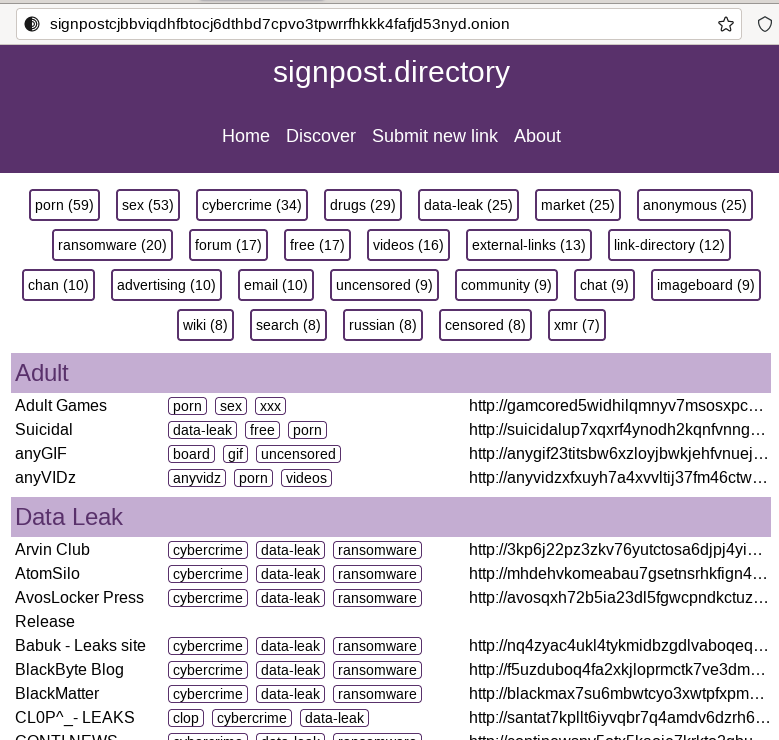 signpostcjbbviqdhfbtocj6dthbd7cpvo3tpwrrfhkkk4fafjd53nyd.onion
signpost.directory
Home Discover Submit new link About
porn (59) sex (53) cybercrime (34) drugs (29) data-leak (25) market (25) anonymous (25)
ransomware (20) forum (17) free (17) videos (16) external-links (13) link-directory (12)
chan (10) advertising (10) email (10) uncensored (9) community (9) chat (9) imageboard (9)
wiki (8) search (8) russian (8) censored (8) xmr (7)
Adult
Adult Games porn sex xxx http://gamcored5widhilqmnyv7msosxpc…
Suicidal data-leak free porn http://suicidalup7xqxrf4ynodh2kqnfvnng…
anyGIF board gif uncensored http://anygif23titsbw6xzloyjbwkjehfvnuej…
anyVIDz anyvidz porn videos http://anyvidzxfxuyh7a4xvvltij37fm46ctw…
Data Leak
Arvin Club cybercrime data-leak ransomware http://3kp6j22pz3zkv76yutctosa6djpj4yi…
AtomSilo cybercrime data-leak ransomware http://mhdehvkomeabau7gsetnsrhkfign4…
AvosLocker Press cybercrime data-leak ransomware http://avosqxh72b5ia23dl5fgwcpndkctuz…
Release
Babuk - Leaks site cybercrime data-leak ransomware http://nq4zyac4ukl4tykmidbzgdlvaboqeq…
BlackByte Blog cybercrime data-leak ransomware http://f5uzduboq4fa2xkjloprmctk7ve3dm…
BlackMatter cybercrime data-leak ransomware http://blackmax7su6mbwtcyo3xwtpfxpm…
CL0P^_- LEAKS clop cybercrime data-leak http://santat7kpllt6iyvqbr7q4amdv6dzrh6…
CONTI.NEWS cybercrime data-leak ransomware